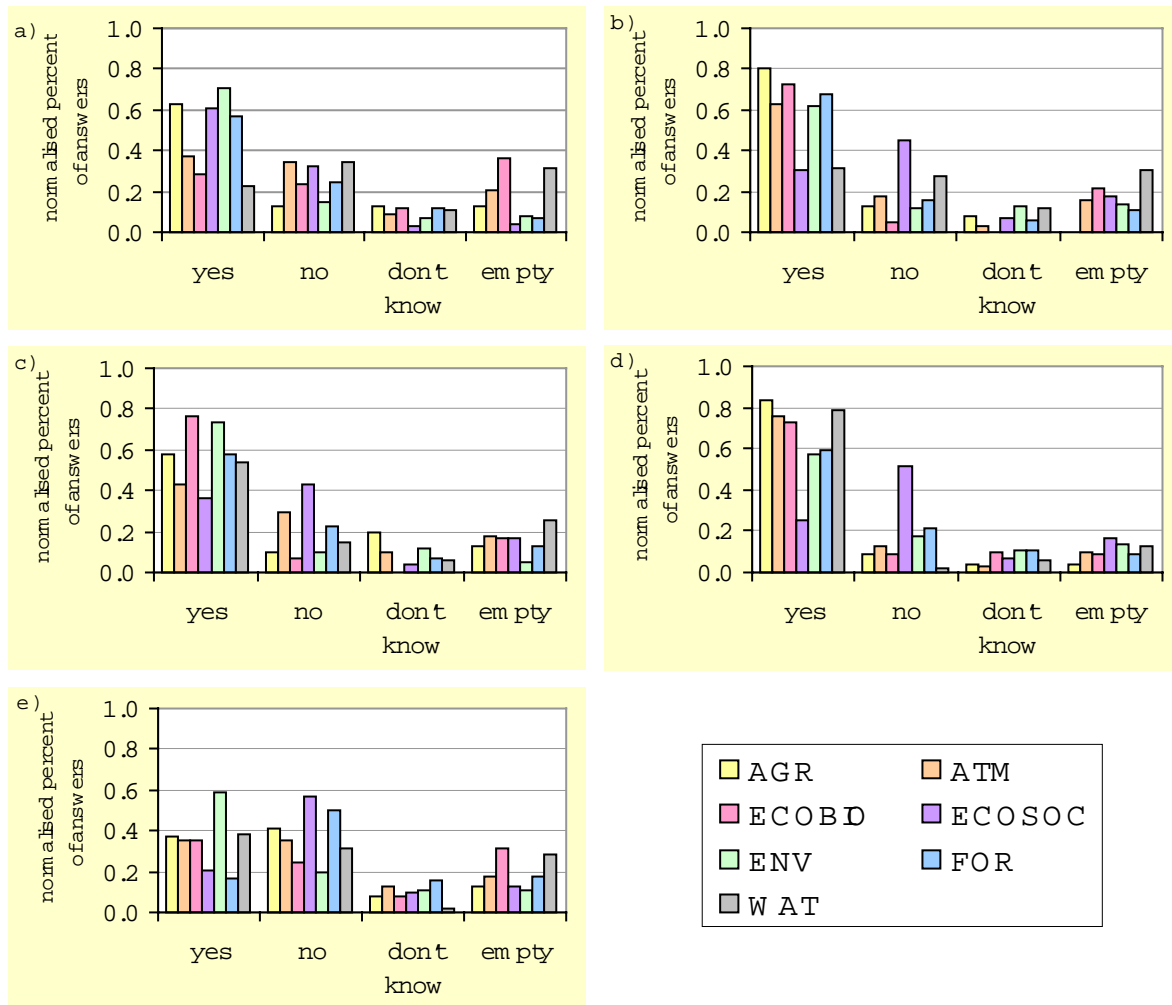 a)
normalised percent
of answers
1.0
0.8
0.6
0.4
0.2
0.0
yes no don't know empty
b)
normalised percent
of answers
1.0
0.8
0.6
0.4
0.2
0.0
yes no don't know empty
c)
normalised percent
of answers
1.0
0.8
0.6
0.4
0.2
0.0
yes no don't know empty
d)
normalised percent
of answers
1.0
0.8
0.6
0.4
0.2
0.0
yes no don't know empty
e)
normalised percent
of answers
1.0
0.8
0.6
0.4
0.2
0.0
yes no don't know empty
AGR ATM
ECOBIO ECOSOC
ENV FOR
WAT